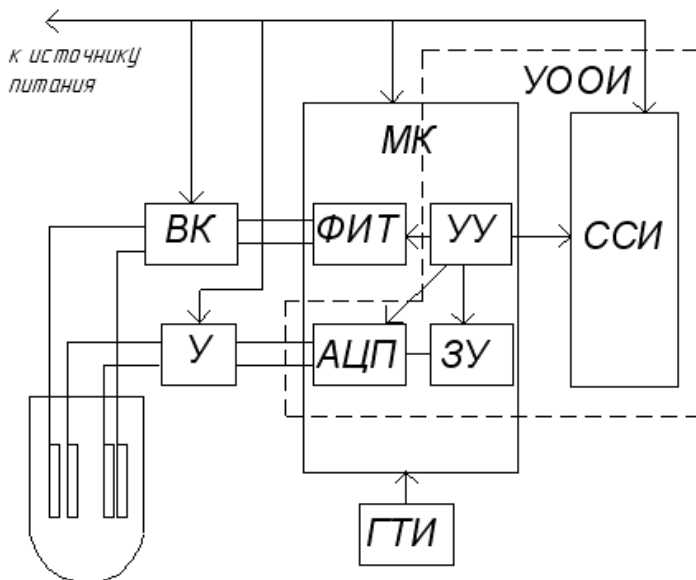 к источнику
питания
УООИ
МК
ВК
ФИТ
УУ
ССИ
У
АЦП
ЗУ
ГТИ